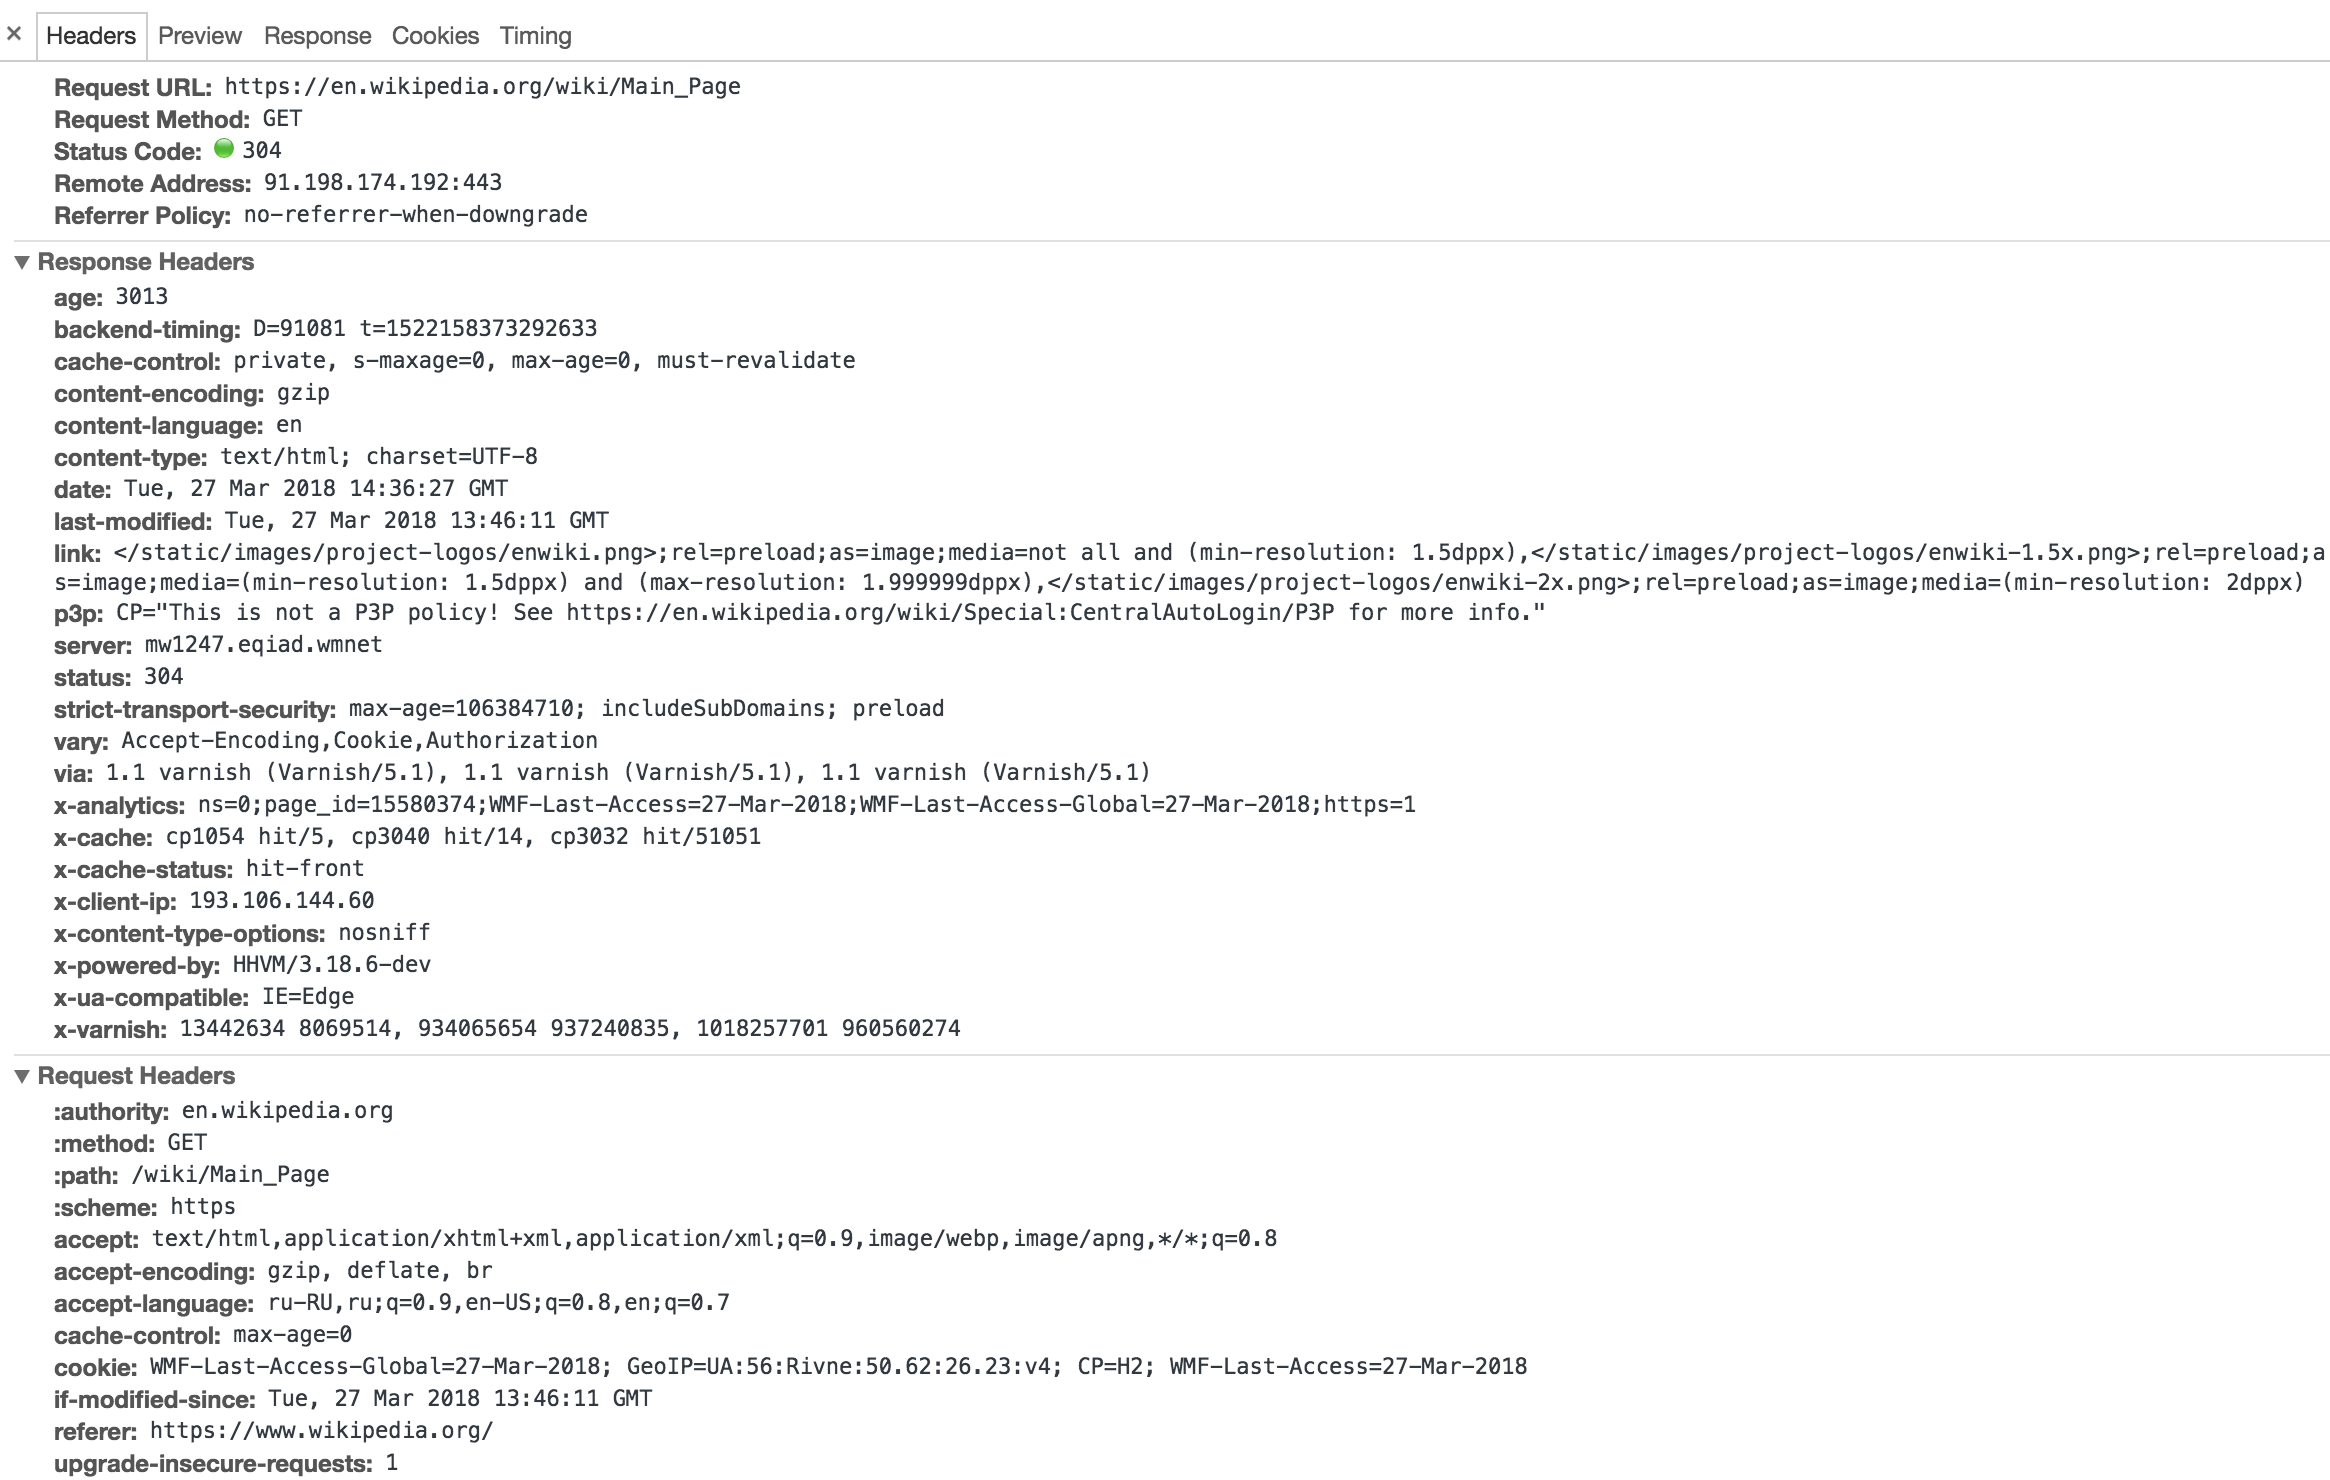 × Headers Preview Response Cookies Timing
Request URL: https://en.wikipedia.org/wiki/Main_Page
Request Method: GET
Status Code: 304
Remote Address: 91.198.174.192:443
Referrer Policy: no-referrer-when-downgrade
▼ Response Headers
age: 3013
backend-timing: D=91081 t=1522158373292633
cache-control: private, s-maxage=0, max-age=0, must-revalidate
content-encoding: gzip
content-language: en
content-type: text/html; charset=UTF-8
date: Tue, 27 Mar 2018 14:36:27 GMT
last-modified: Tue, 27 Mar 2018 13:46:11 GMT
link: </static/images/project-logos/enwiki.png>;rel=preload;as=image;media=not all and (min-resolution: 1.5dppx),</static/images/project-logos/enwiki-1.5x.png>;rel=preload;a
s=image;media=(min-resolution: 1.5dppx) and (max-resolution: 1.999999dppx),</static/images/project-logos/enwiki-2x.png>;rel=preload;as=image;media=(min-resolution: 2dppx)
p3p: CP="This is not a P3P policy! See https://en.wikipedia.org/wiki/Special:CentralAutoLogin/P3P for more info."
server: mw1247.eqiad.wmnet
status: 304
strict-transport-security: max-age=106384710; includeSubDomains; preload
vary: Accept-Encoding,Cookie,Authorization
via: 1.1 varnish (Varnish/5.1), 1.1 varnish (Varnish/5.1), 1.1 varnish (Varnish/5.1)
x-analytics: ns=0;page_id=15580374;WMF-Last-Access=27-Mar-2018;WMF-Last-Access-Global=27-Mar-2018;https=1
x-cache: cp1054 hit/5, cp3040 hit/14, cp3032 hit/51051
x-cache-status: hit-front
x-client-ip: 193.106.144.60
x-content-type-options: nosniff
x-powered-by: HHVM/3.18.6-dev
x-ua-compatible: IE=Edge
x-varnish: 13442634 8069514, 934065654 937240835, 1018257701 960560274
▼ Request Headers
:authority: en.wikipedia.org
:method: GET
:path: /wiki/Main_Page
:scheme: https
accept: text/html,application/xhtml+xml,application/xml;q=0.9,image/webp,image/apng,*/*;q=0.8
accept-encoding: gzip, deflate, br
accept-language: ru-RU,ru;q=0.9,en-US;q=0.8,en;q=0.7
cache-control: max-age=0
cookie: WMF-Last-Access-Global=27-Mar-2018; GeoIP=UA:56:Rivne:50.62:26.23:v4; CP=H2; WMF-Last-Access=27-Mar-2018
if-modified-since: Tue, 27 Mar 2018 13:46:11 GMT
referer: https://www.wikipedia.org/
upgrade-insecure-requests: 1